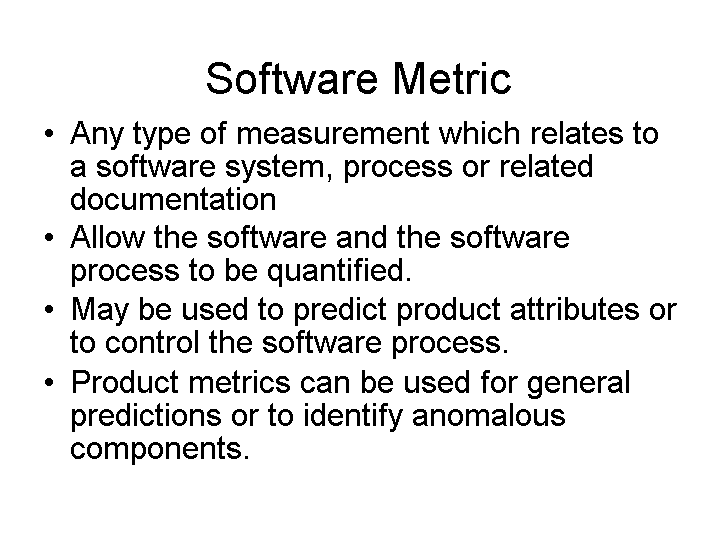 Software Metric
• Any type of measurement which relates to
a software system, process or related
documentation
• Allow the software and the software
process to be quantified.
• May be used to predict product attributes or
to control the software process.
• Product metrics can be used for general
predictions or to identify anomalous
components.